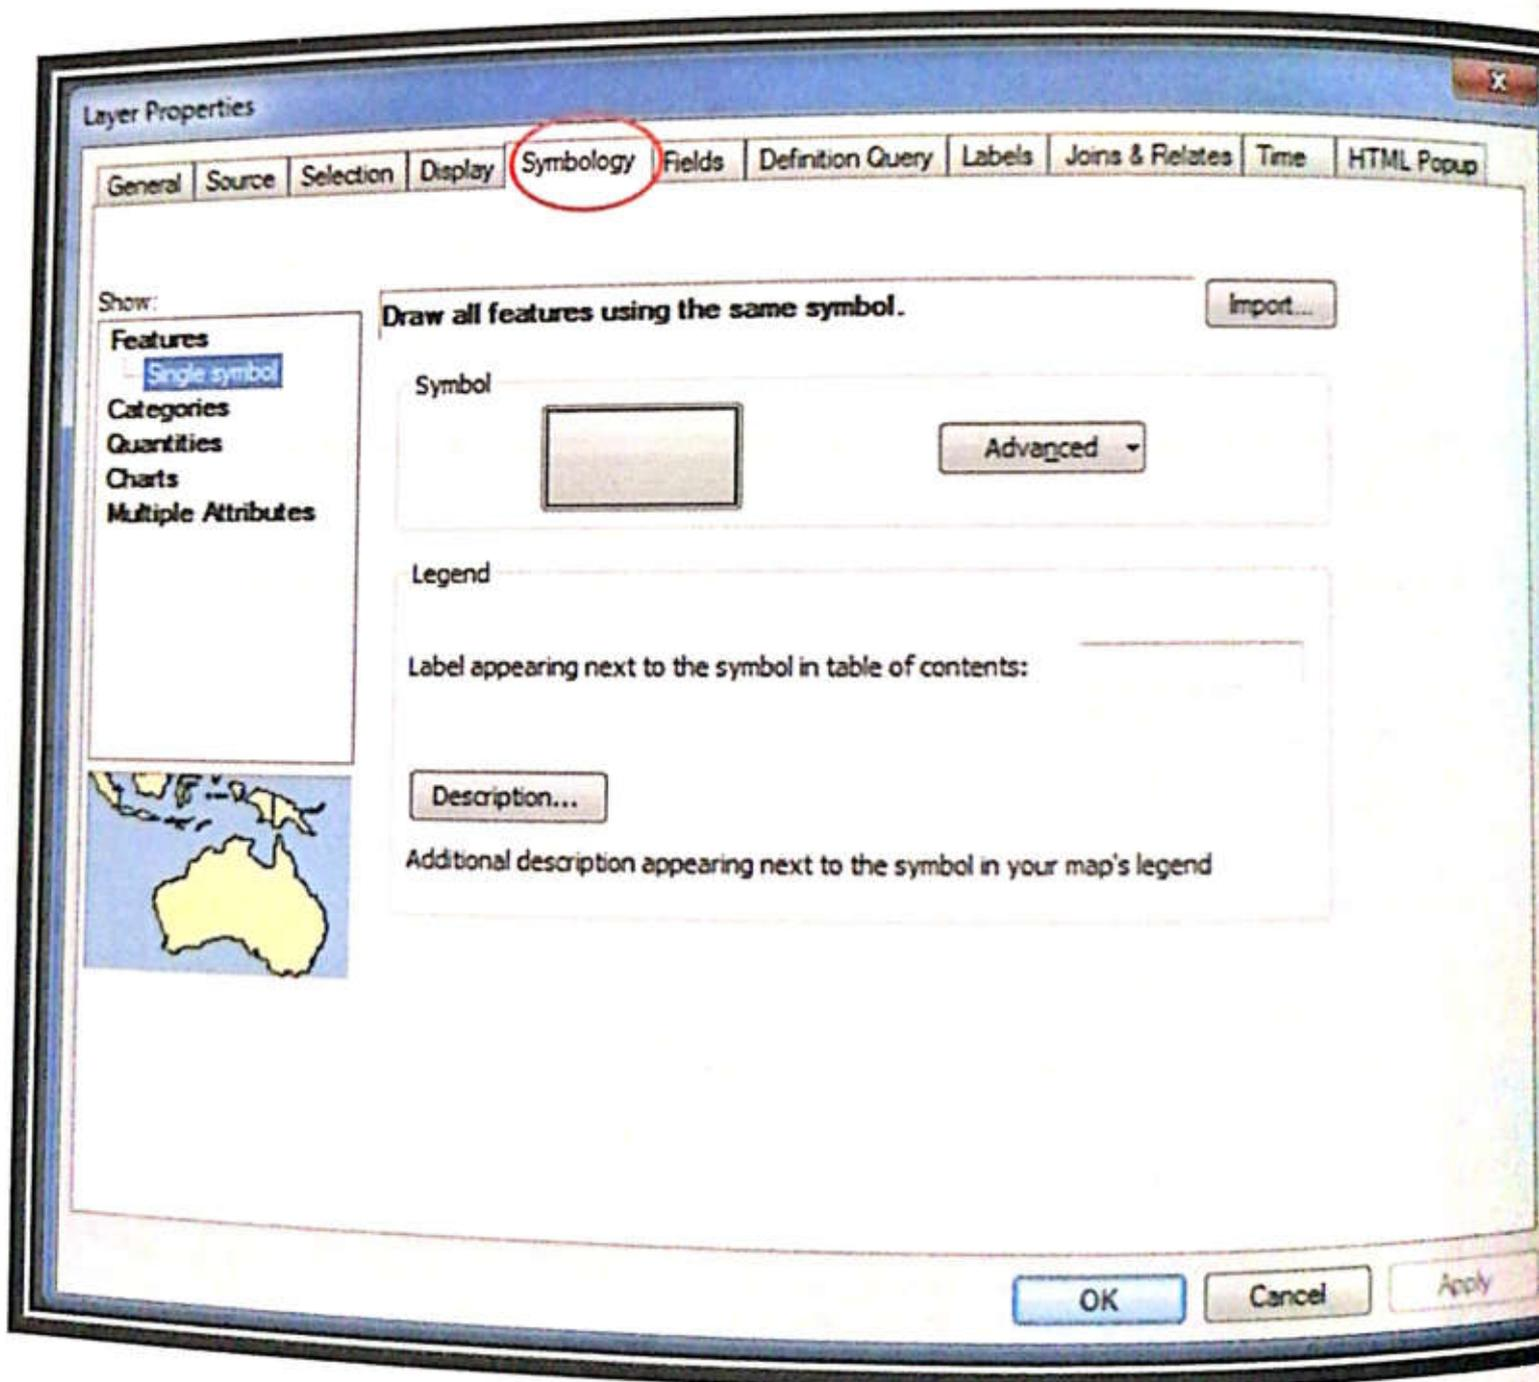 Layer Properties
x
General Source Selection Display Symbology Fields Definition Query Labels Joins & Relates Time HTML Popup
Show:
Features
Single symbol
Categories
Quantities
Charts
Multiple Attributes
Draw all features using the same symbol.
Import...
Symbol
Advanced
Legend
Label appearing next to the symbol in table of contents:
Description...
Additional description appearing next to the symbol in your map's legend
OK Cancel Apply